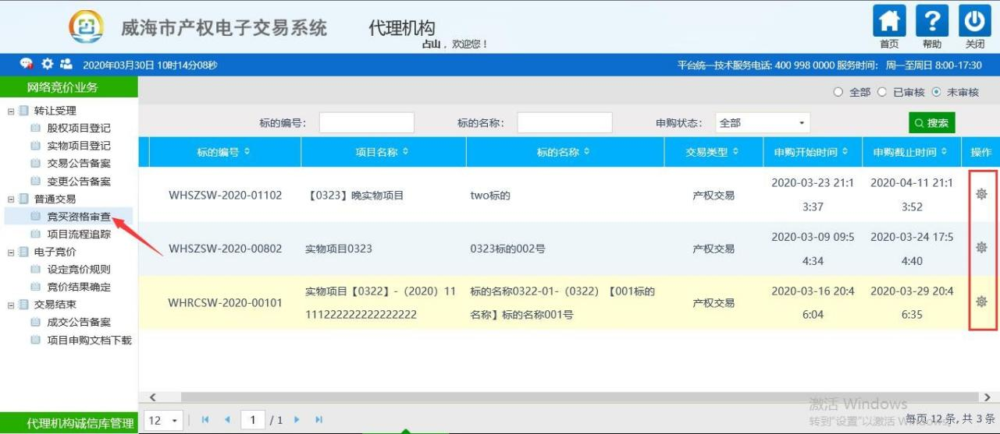 威海市产权电子交易系统
代理机构
占山，欢迎您！
首页
帮助
关闭
2020年03月30日 10时14分08秒
平台统一技术服务电话: 400 998 0000 服务时间: 周一至周日 8:00-17:30
网络竞价业务
转让受理
股权项目登记
实物项目登记
交易公告备案
变更公告备案
普通交易
竞买资格审查
项目流程追踪
电子竞价
设定竞价规则
竞价结果确定
交易结束
成交公告备案
项目申购文档下载
代理机构诚信库管理
全部 已审核 未审核
标的编号: 标的名称: 申购状态: 全部 搜索
标的编号 项目名称 标的名称 交易类型 申购开始时间 申购截止时间 操作
WHSZSW-2020-01102 【0323】晚实物项目 two标的 产权交易 2020-03-23 21:1 2020-04-11 21:1
3:37 3:52
WHSZSW-2020-00802 实物项目0323 0323标的002号 产权交易 2020-03-09 09:5 2020-03-24 17:5
4:34 4:40
WHRCSW-2020-00101 实物项目【0322】-（2020）11 标的名称0322-01-（0322）【001标的 产权交易 2020-03-16 20:4 2020-03-29 20:4
111222222222222222 名称】标的名称001号 6:04 6:35
12 1 / 1
激活 Windows
转到"设置"以激活 W
每页 12 条, 共 3 条